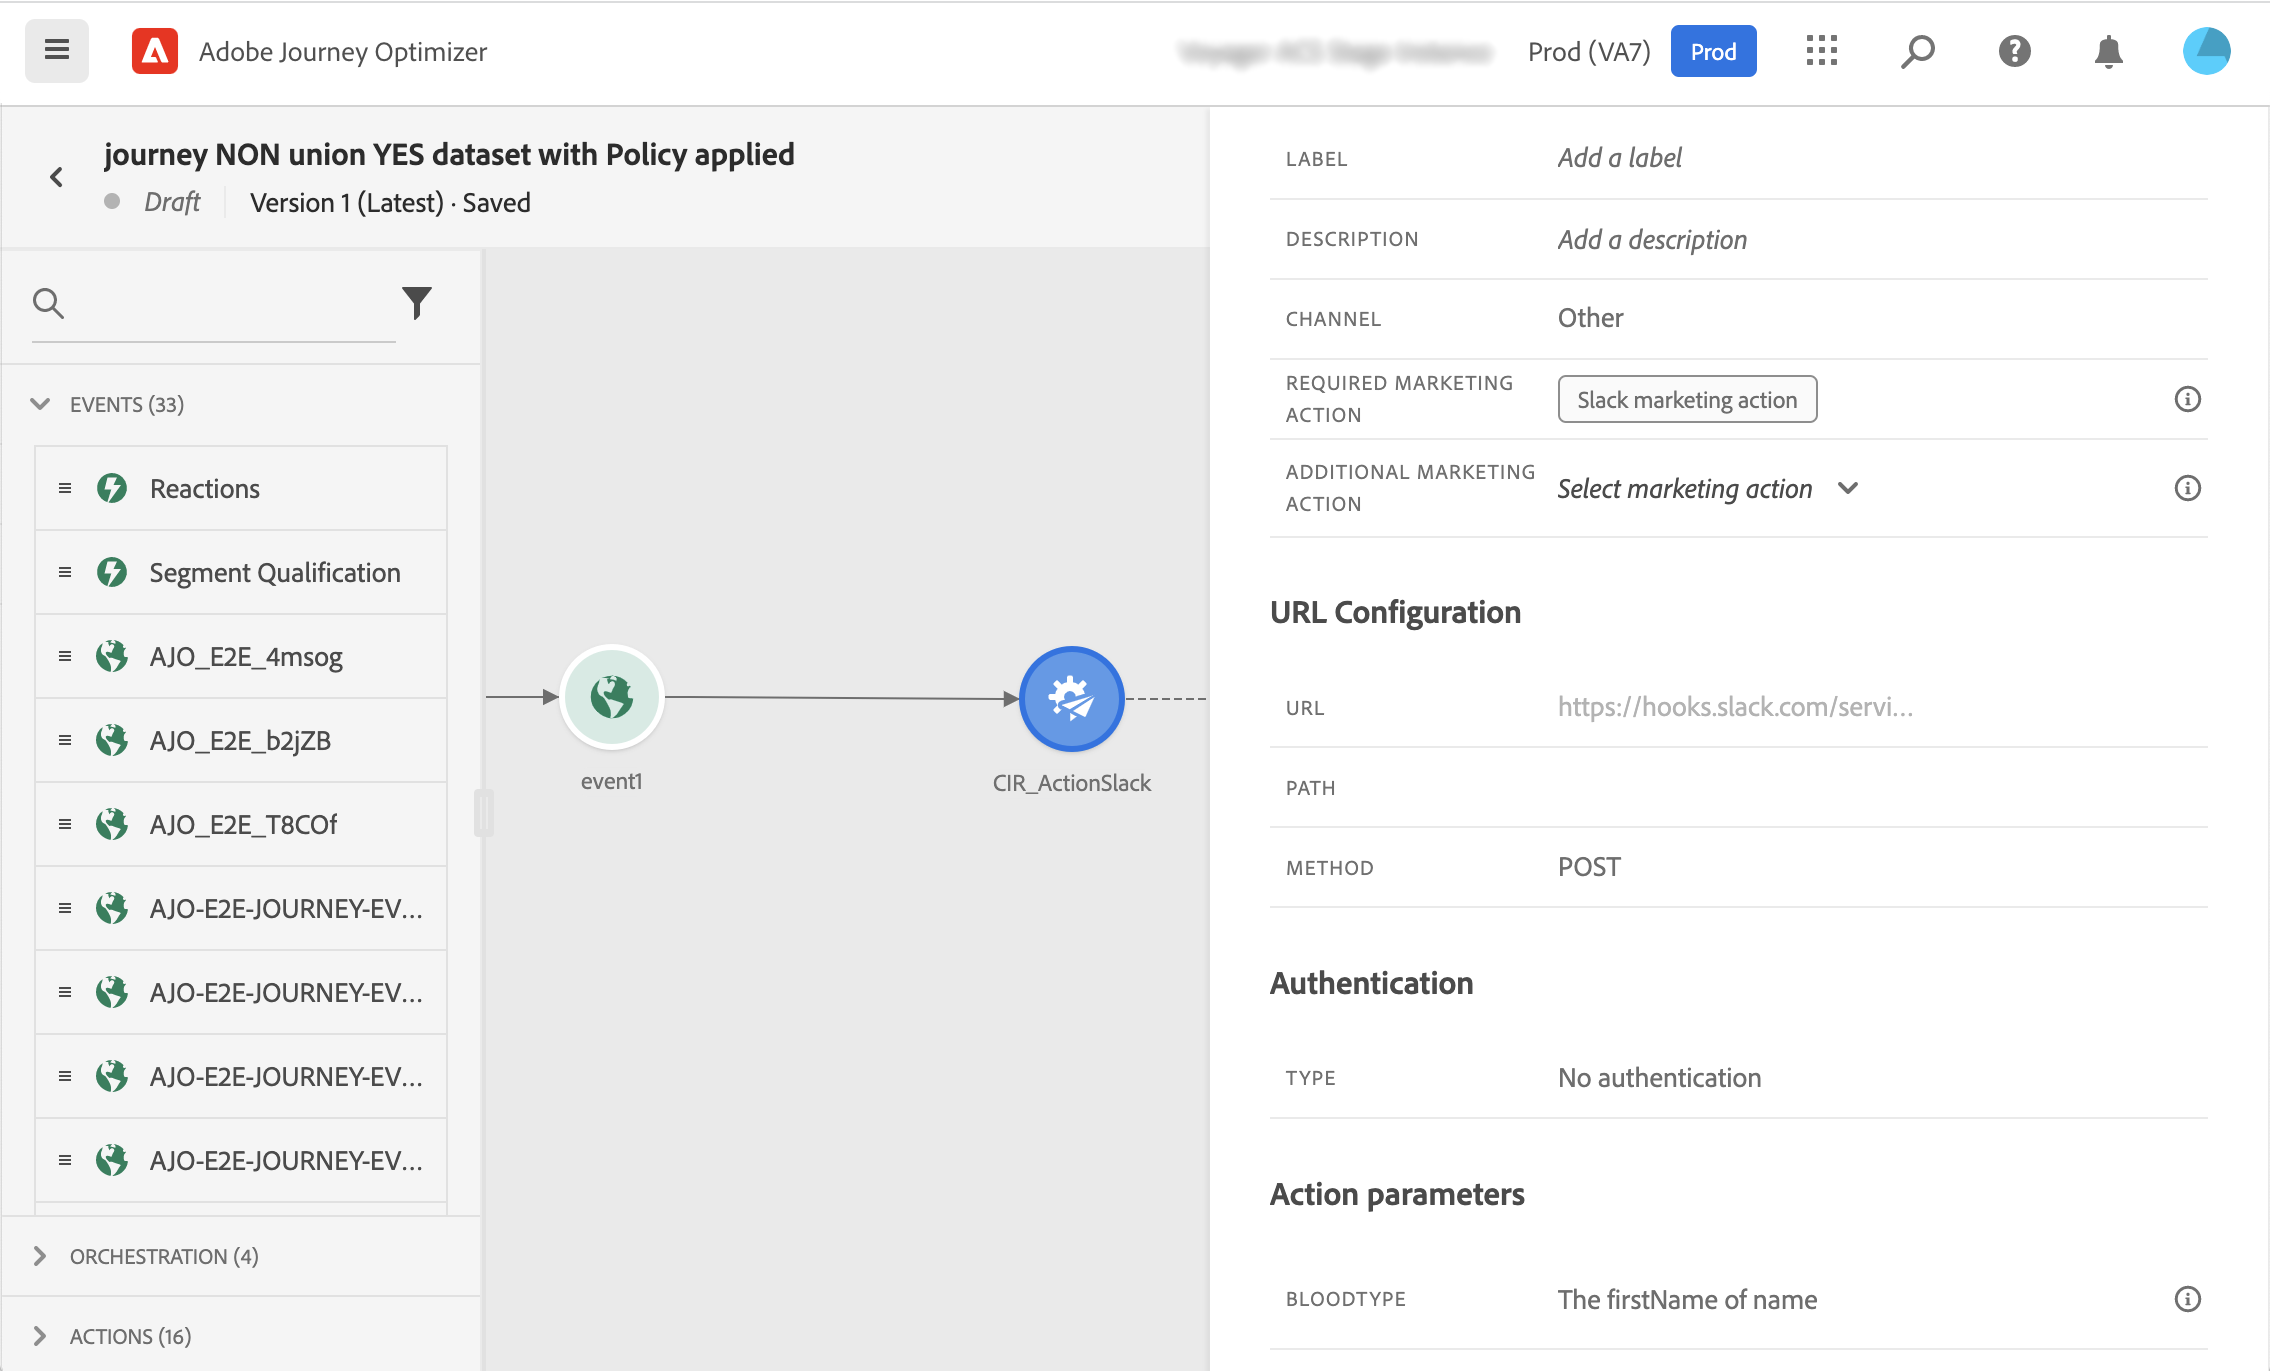 Adobe Journey Optimizer
Prod (VA7)
Prod
journey NON union YES dataset with Policy applied
Draft
Version 1 (Latest) · Saved
EVENTS (33)
Reactions
Segment Qualification
AJO_E2E_4msog
AJO_E2E_b2jZB
AJO_E2E_T8COf
AJO-E2E-JOURNEY-EV...
AJO-E2E-JOURNEY-EV...
AJO-E2E-JOURNEY-EV...
AJO-E2E-JOURNEY-EV...
ORCHESTRATION (4)
ACTIONS (16)
event1
CIR_ActionSlack
LABEL
Add a label
DESCRIPTION
Add a description
CHANNEL
Other
REQUIRED MARKETING
ACTION
Slack marketing action
ADDITIONAL MARKETING
ACTION
Select marketing action
URL Configuration
URL
https://hooks.slack.com/servi...
PATH
METHOD
POST
Authentication
TYPE
No authentication
Action parameters
BLOODTYPE
The firstName of name